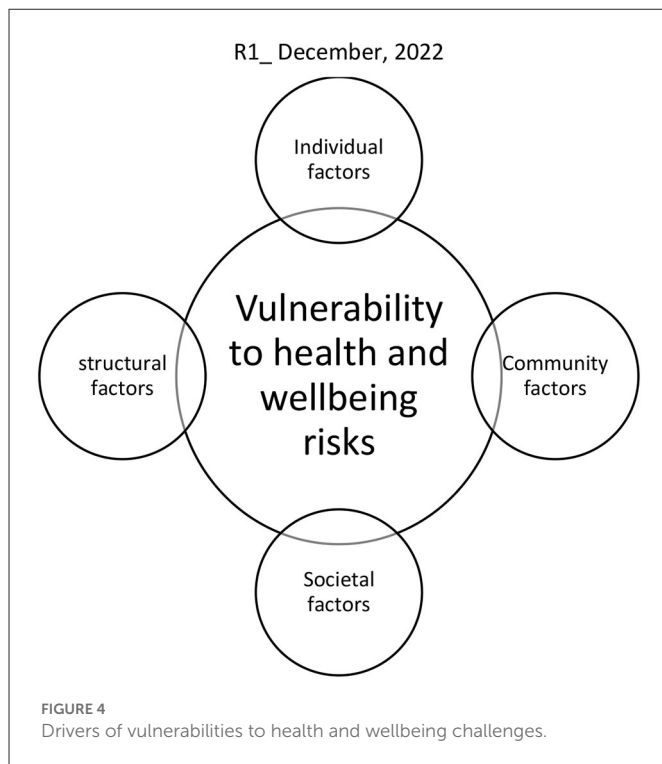 R1_ December, 2022
Individual
factors
Vulnerability
to health and
wellbeing
risks
structural
factors
Community
factors
Societal
factors
FIGURE 4
Drivers of vulnerabilities to health and wellbeing challenges.